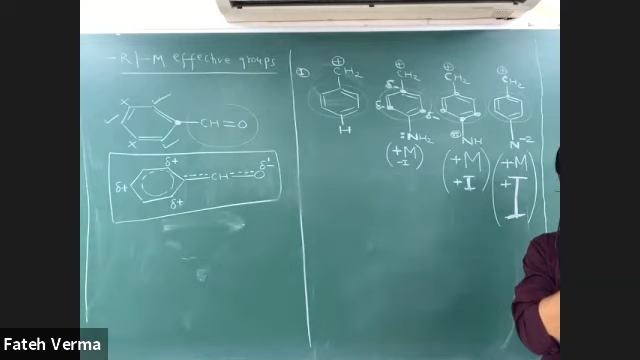 -R/-M effective groups
CH=O
δ+
δ+
δ+
CH
O
δ-
①
⊕
CH2
H
⊕
CH2
δ-
δ-
δ-
:NH2
(+M
-I)
⊕
CH2
⊖
NH
(+M
+I)
⊕
CH2
N-2
(+M
+I)
Fateh Verma